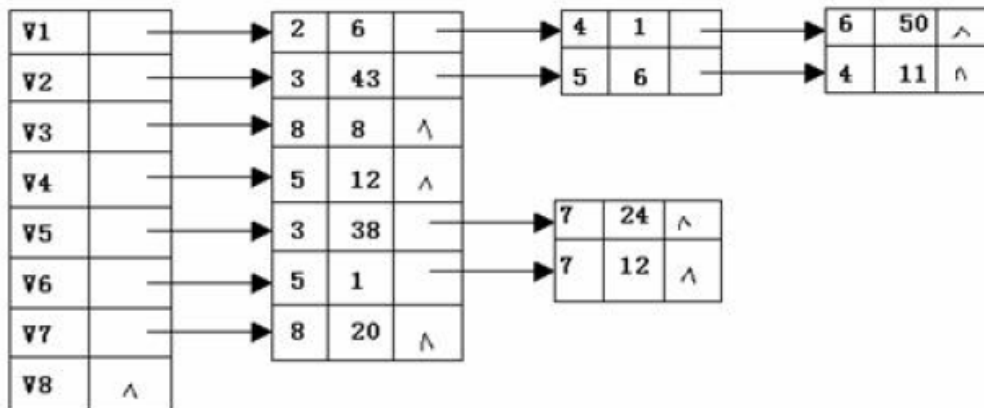 V1 2 6 4 1 6 50 ∧
V2 3 43 5 6 4 11 ∧
V3 8 8 ∧
V4 5 12 ∧
V5 3 38 7 24 ∧
V6 5 1 7 12 ∧
V7 8 20 ∧
V8 ∧